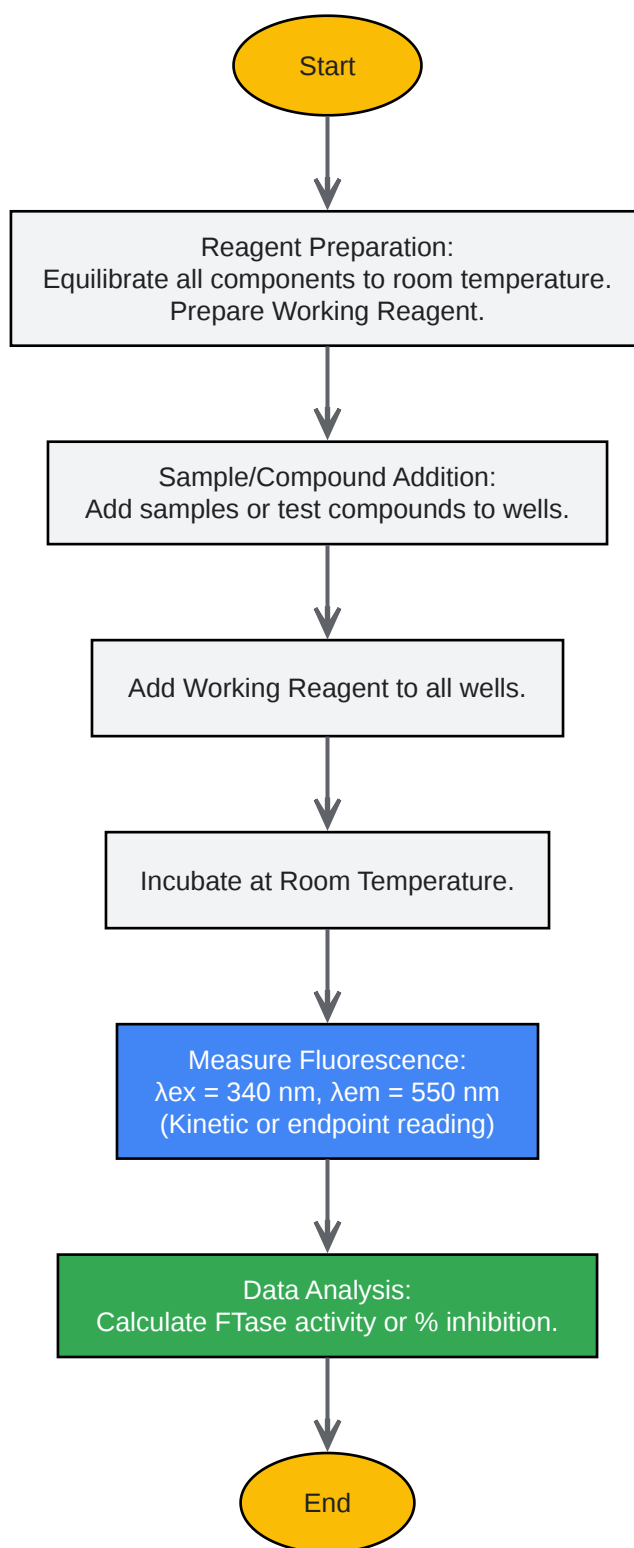 Start
Reagent Preparation:
Equilibrate all components to room temperature.
Prepare Working Reagent.
Sample/Compound Addition:
Add samples or test compounds to wells.
Add Working Reagent to all wells.
Incubate at Room Temperature.
Measure Fluorescence:
λex = 340 nm, λem = 550 nm
(Kinetic or endpoint reading)
Data Analysis:
Calculate FTase activity or % inhibition.
End